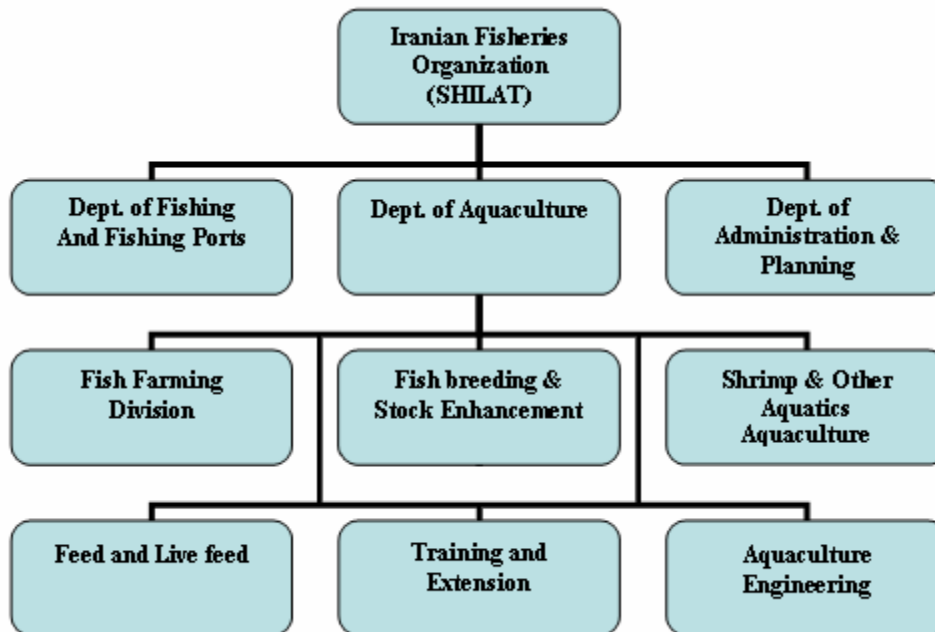 Iranian Fisheries
Organization
(SHILAT)
Dept. of Fishing
And Fishing Ports
Dept. of Aquaculture
Dept. of
Administration &
Planning
Fish Farming
Division
Fish breeding &
Stock Enhancement
Shrimp & Other
Aquatics
Aquaculture
Feed and Live feed
Training and
Extension
Aquaculture
Engineering